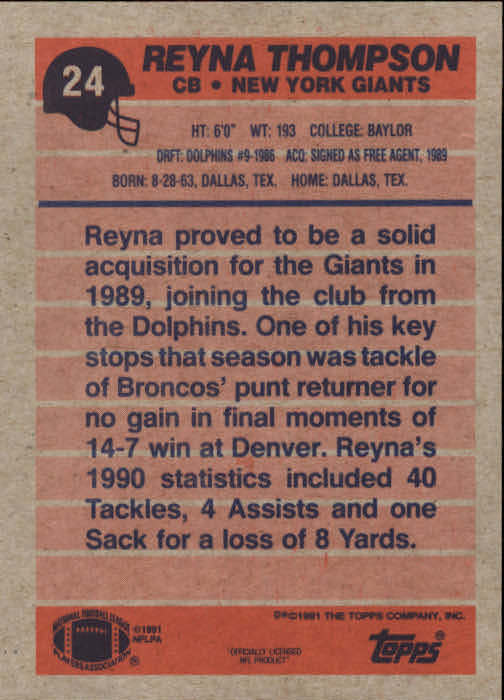 24
REYNA THOMPSON
CB • NEW YORK GIANTS
HT: 6'0" WT: 193 COLLEGE: BAYLOR
DRFT: DOLPHINS #9-1986 ACQ: SIGNED AS FREE AGENT, 1989
BORN: 8-28-63, DALLAS, TEX. HOME: DALLAS, TEX.
Reyna proved to be a solid
acquisition for the Giants in
1989, joining the club from
the Dolphins. One of his key
stops that season was tackle
of Broncos' punt returner for
no gain in final moments of
14-7 win at Denver. Reyna's
1990 statistics included 40
Tackles, 4 Assists and one
Sack for a loss of 8 Yards.
NATIONAL FOOTBALL LEAGUE
PLAYERS ASSOCIATION
©1991
NFLPA
"OFFICIALLY LICENSED
NFL PRODUCT"
®©1991 THE TOPPS COMPANY, INC.
topps®